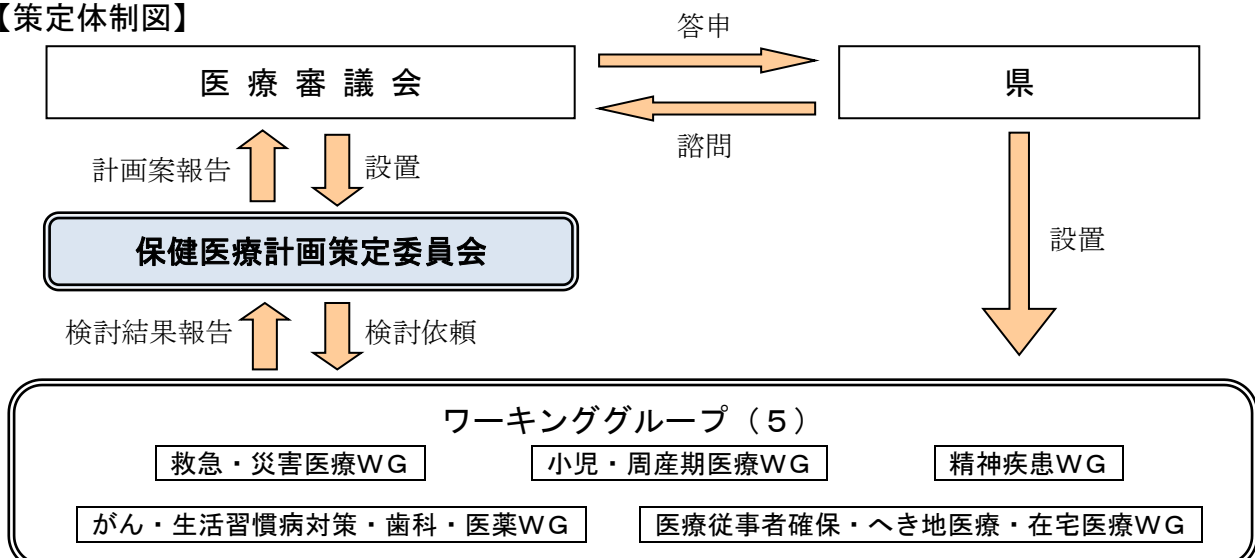 【策定体制図】
答申
医療審議会
県
諮問
計画案報告
設置
保健医療計画策定委員会
設置
検討結果報告
検討依頼
ワーキンググループ(5)
救急・災害医療WG
小児・周産期医療WG
精神疾患WG
がん・生活習慣病対策・歯科・医薬WG
医療従事者確保・へき地医療・在宅医療WG